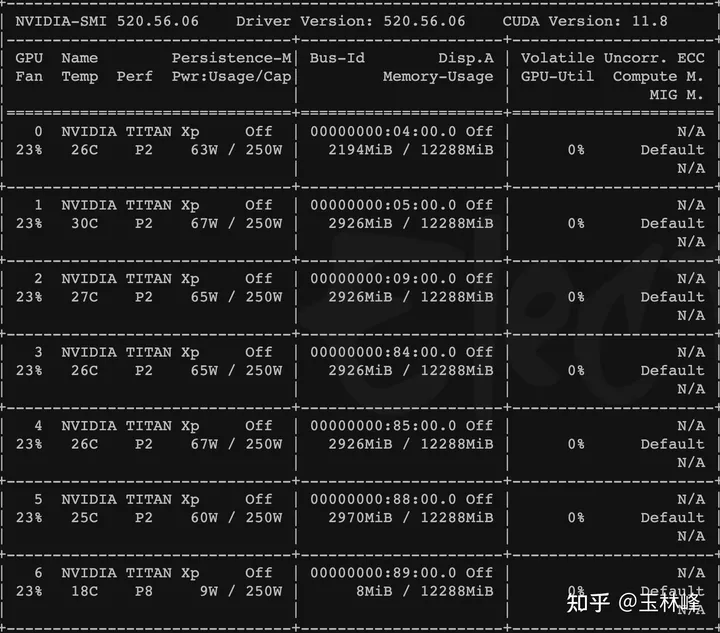 NVIDIA-SMI 520.56.06 Driver Version: 520.56.06 CUDA Version: 11.8
GPU Name Persistence-M| Bus-Id Disp.A | Volatile Uncorr. ECC
Fan Temp Perf Pwr:Usage/Cap| Memory-Usage | GPU-Util Compute M.
| | MIG M.
0 NVIDIA TITAN Xp Off | 00000000:04:00.0 Off | N/A
23% 26C P2 63W / 250W | 2194MiB / 12288MiB | 0% Default
| | N/A
1 NVIDIA TITAN Xp Off | 00000000:05:00.0 Off | N/A
23% 30C P2 67W / 250W | 2926MiB / 12288MiB | 0% Default
| | N/A
2 NVIDIA TITAN Xp Off | 00000000:09:00.0 Off | N/A
23% 27C P2 65W / 250W | 2926MiB / 12288MiB | 0% Default
| | N/A
3 NVIDIA TITAN Xp Off | 00000000:84:00.0 Off | N/A
23% 26C P2 65W / 250W | 2926MiB / 12288MiB | 0% Default
| | N/A
4 NVIDIA TITAN Xp Off | 00000000:85:00.0 Off | N/A
23% 26C P2 67W / 250W | 2926MiB / 12288MiB | 0% Default
| | N/A
5 NVIDIA TITAN Xp Off | 00000000:88:00.0 Off | N/A
23% 25C P2 60W / 250W | 2970MiB / 12288MiB | 0% Default
| | N/A
6 NVIDIA TITAN Xp Off | 00000000:89:00.0 Off | N/A
23% 18C P8 9W / 250W | 8MiB / 12288MiB | 0% Default
| | N/A
知乎 @玉林峰